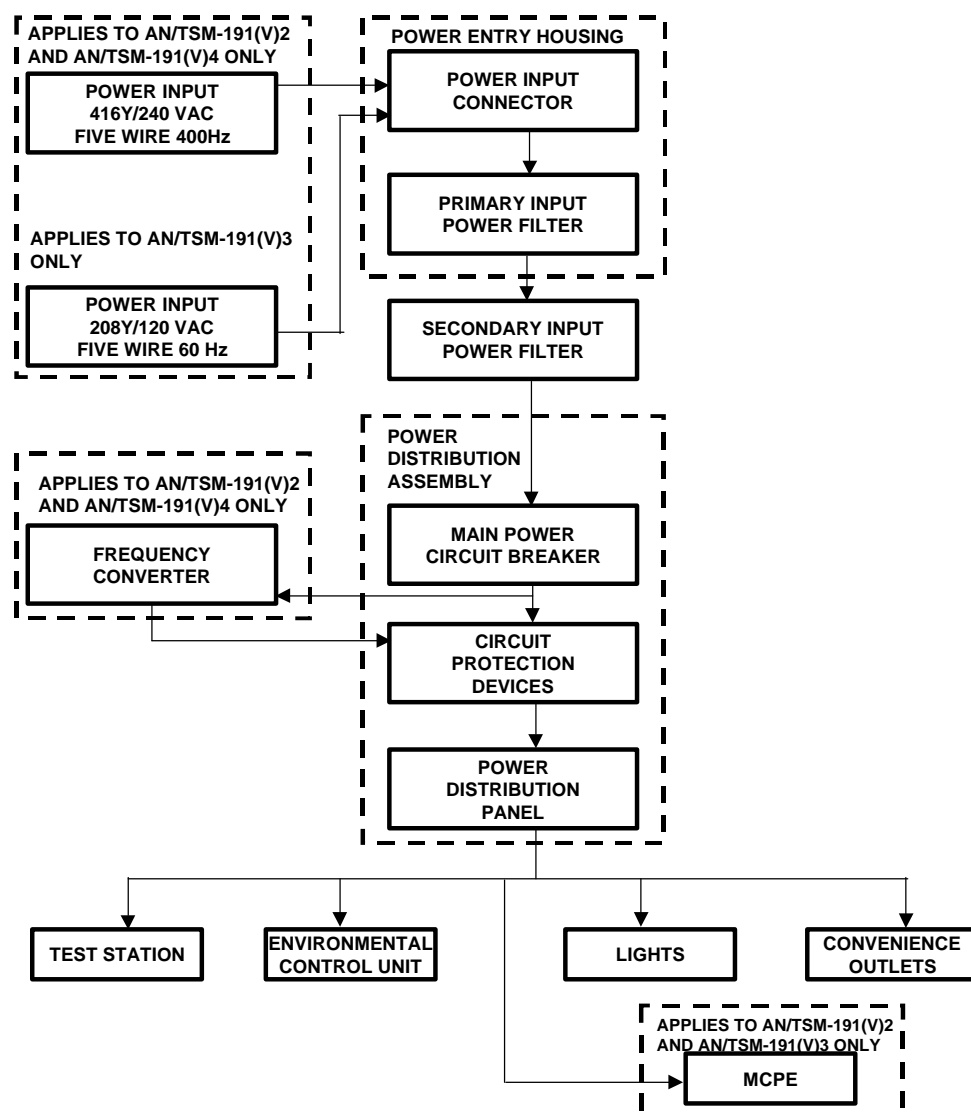 APPLIES TO AN/TSM-191(V)2
AND AN/TSM-191(V)4 ONLY
POWER INPUT
416Y/240 VAC
FIVE WIRE 400Hz
APPLIES TO AN/TSM-191(V)3
ONLY
POWER INPUT
208Y/120 VAC
FIVE WIRE 60 Hz
POWER ENTRY HOUSING
POWER INPUT
CONNECTOR
PRIMARY INPUT
POWER FILTER
SECONDARY INPUT
POWER FILTER
POWER
DISTRIBUTION
ASSEMBLY
MAIN POWER
CIRCUIT BREAKER
APPLIES TO AN/TSM-191(V)2
AND AN/TSM-191(V)4 ONLY
FREQUENCY
CONVERTER
CIRCUIT
PROTECTION
DEVICES
POWER
DISTRIBUTION
PANEL
TEST STATION
ENVIRONMENTAL
CONTROL UNIT
LIGHTS
CONVENIENCE
OUTLETS
APPLIES TO AN/TSM-191(V)2
AND AN/TSM-191(V)3 ONLY
MCPE